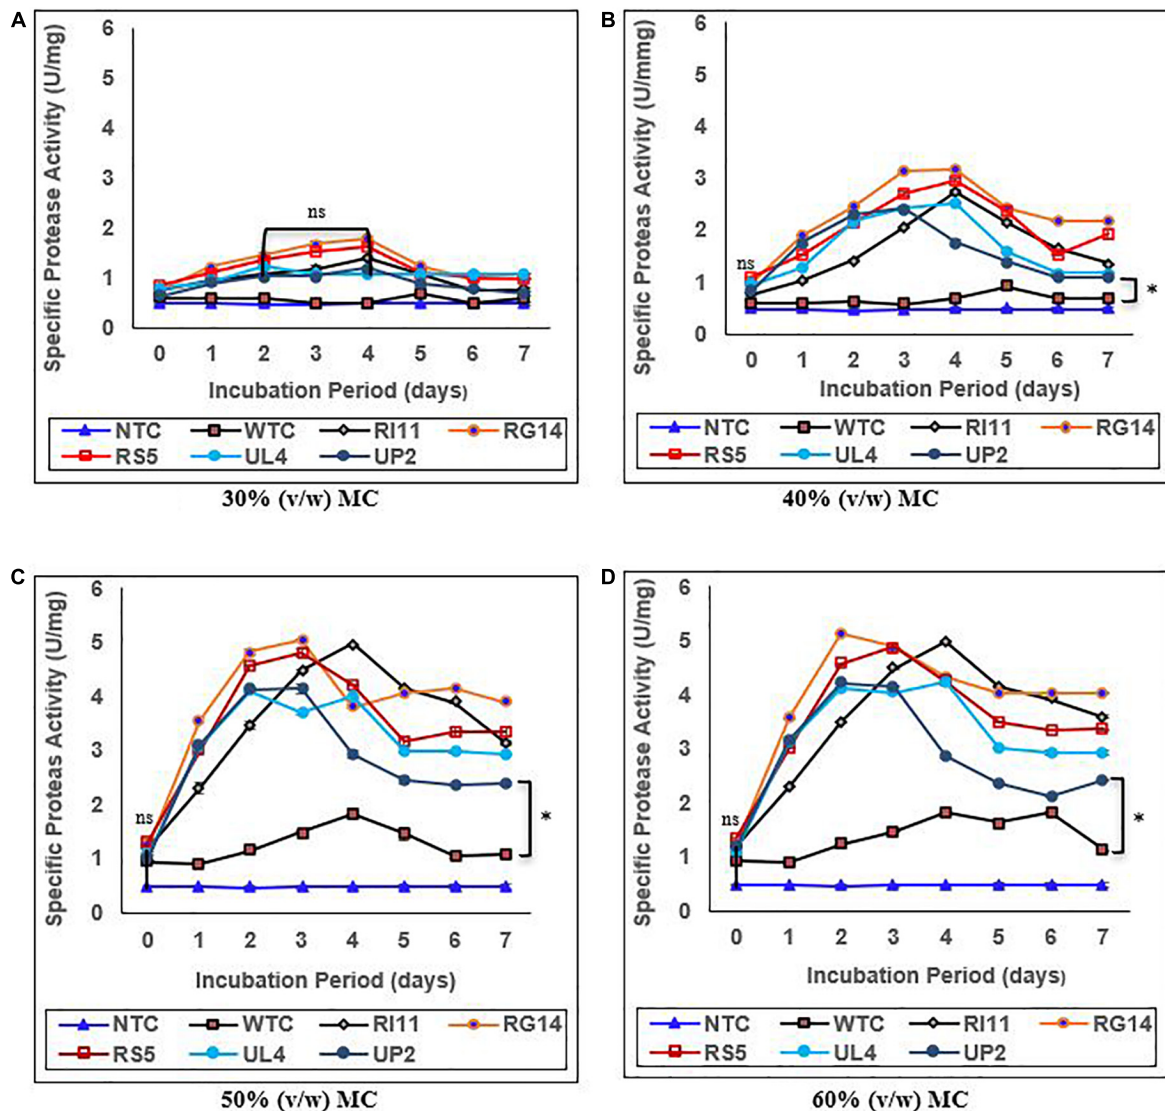 A
Specific Protease Activity (U/mg)
6
5
4
3
2
1
0
ns
0 1 2 3 4 5 6 7
Incubation Period (days)
NTC WTC RI11 RG14
RS5 UL4 UP2
30% (v/w) MC
B
Specific Proteas Activity (U/mmg)
6
5
4
3
2
1
0
ns
*
0 1 2 3 4 5 6 7
Incubation Period (days)
NTC WTC RI11 RG14
RS5 UL4 UP2
40% (v/w) MC
C
Specific Proteas Activity (U/mg)
6
5
4
3
2
1
0
ns
*
0 1 2 3 4 5 6 7
Incubation Period (days)
NTC WTC RI11 RG14
RS5 UL4 UP2
50% (v/w) MC
D
Specific Protease Activity (U/mg)
6
5
4
3
2
1
0
ns
*
0 1 2 3 4 5 6 7
Incubation Period (days)
NTC WTC RI11 RG14
RS5 UL4 UP2
60% (v/w) MC